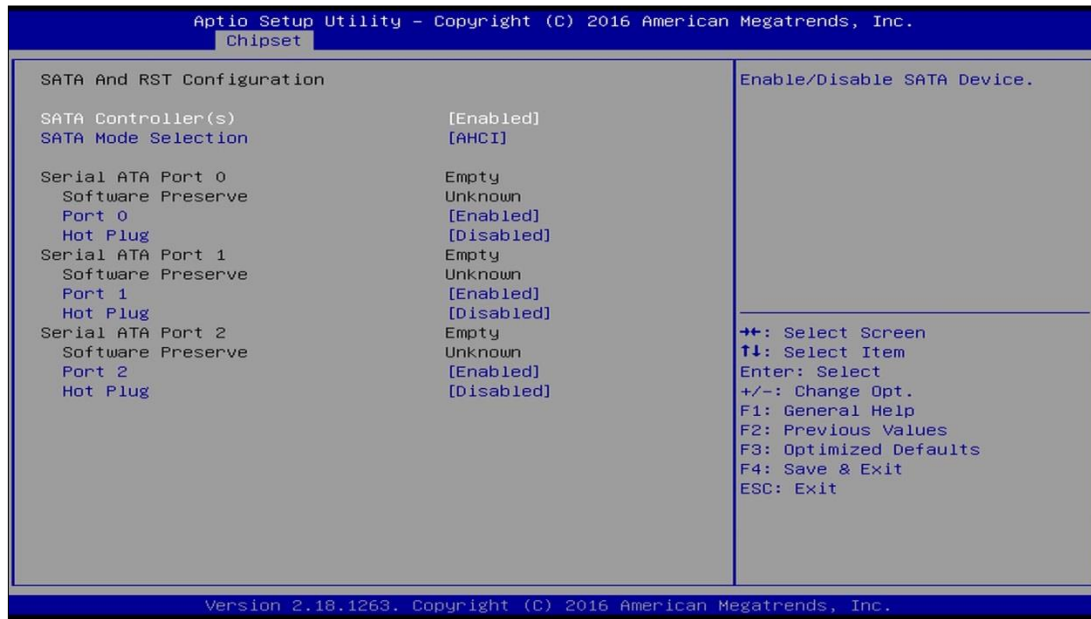 Aptio Setup Utility – Copyright (C) 2016 American Megatrends, Inc.
Chipset
SATA And RST Configuration
SATA Controller(s) [Enabled]
SATA Mode Selection [AHCI]
Serial ATA Port 0 Empty
Software Preserve Unknown
Port 0 [Enabled]
Hot Plug [Disabled]
Serial ATA Port 1 Empty
Software Preserve Unknown
Port 1 [Enabled]
Hot Plug [Disabled]
Serial ATA Port 2 Empty
Software Preserve Unknown
Port 2 [Enabled]
Hot Plug [Disabled]
Enable/Disable SATA Device.
→←: Select Screen
↑↓: Select Item
Enter: Select
+/-: Change Opt.
F1: General Help
F2: Previous Values
F3: Optimized Defaults
F4: Save & Exit
ESC: Exit
Version 2.18.1263. Copyright (C) 2016 American Megatrends, Inc.